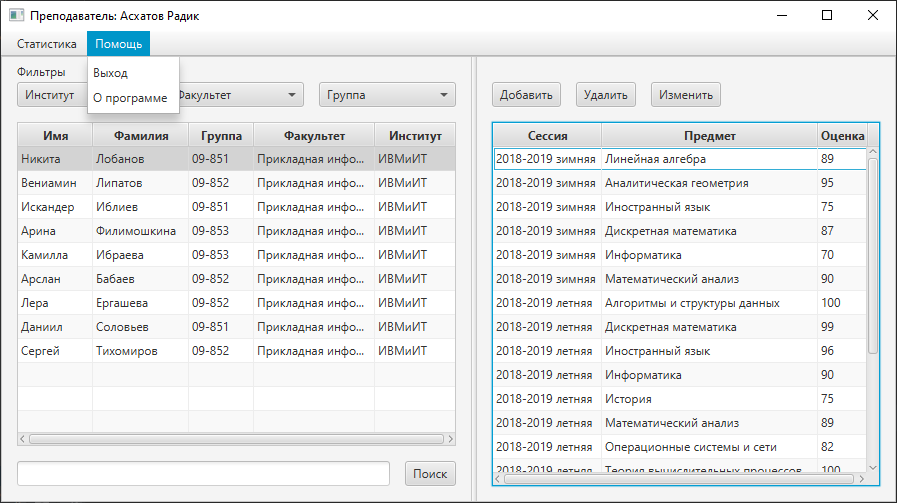 Преподаватель: Асхатов Радик
Статистика Помощь
Выход
О программе
Фильтры
Институт Факультет Группа
Имя Фамилия Группа Факультет Институт
Никита Лобанов 09-851 Прикладная инфо... ИВМиИТ
Вениамин Липатов 09-852 Прикладная инфо... ИВМиИТ
Искандер Иблиев 09-851 Прикладная инфо... ИВМиИТ
Арина Филимошкина 09-853 Прикладная инфо... ИВМиИТ
Камилла Ибраева 09-853 Прикладная инфо... ИВМиИТ
Арслан Бабаев 09-852 Прикладная инфо... ИВМиИТ
Лера Ергашева 09-852 Прикладная инфо... ИВМиИТ
Даниил Соловьев 09-851 Прикладная инфо... ИВМиИТ
Сергей Тихомиров 09-852 Прикладная инфо... ИВМиИТ
Поиск
Добавить Удалить Изменить
Сессия Предмет Оценка
2018-2019 зимняя Линейная алгебра 89
2018-2019 зимняя Аналитическая геометрия 95
2018-2019 зимняя Иностранный язык 75
2018-2019 зимняя Дискретная математика 87
2018-2019 зимняя Информатика 70
2018-2019 зимняя Математический анализ 90
2018-2019 летняя Алгоритмы и структуры данных 100
2018-2019 летняя Дискретная математика 99
2018-2019 летняя Иностранный язык 96
2018-2019 летняя Информатика 90
2018-2019 летняя История 75
2018-2019 летняя Математический анализ 89
2018-2019 летняя Операционные системы и сети 82
2018-2019 летняя Теория вычислительных процессов 100